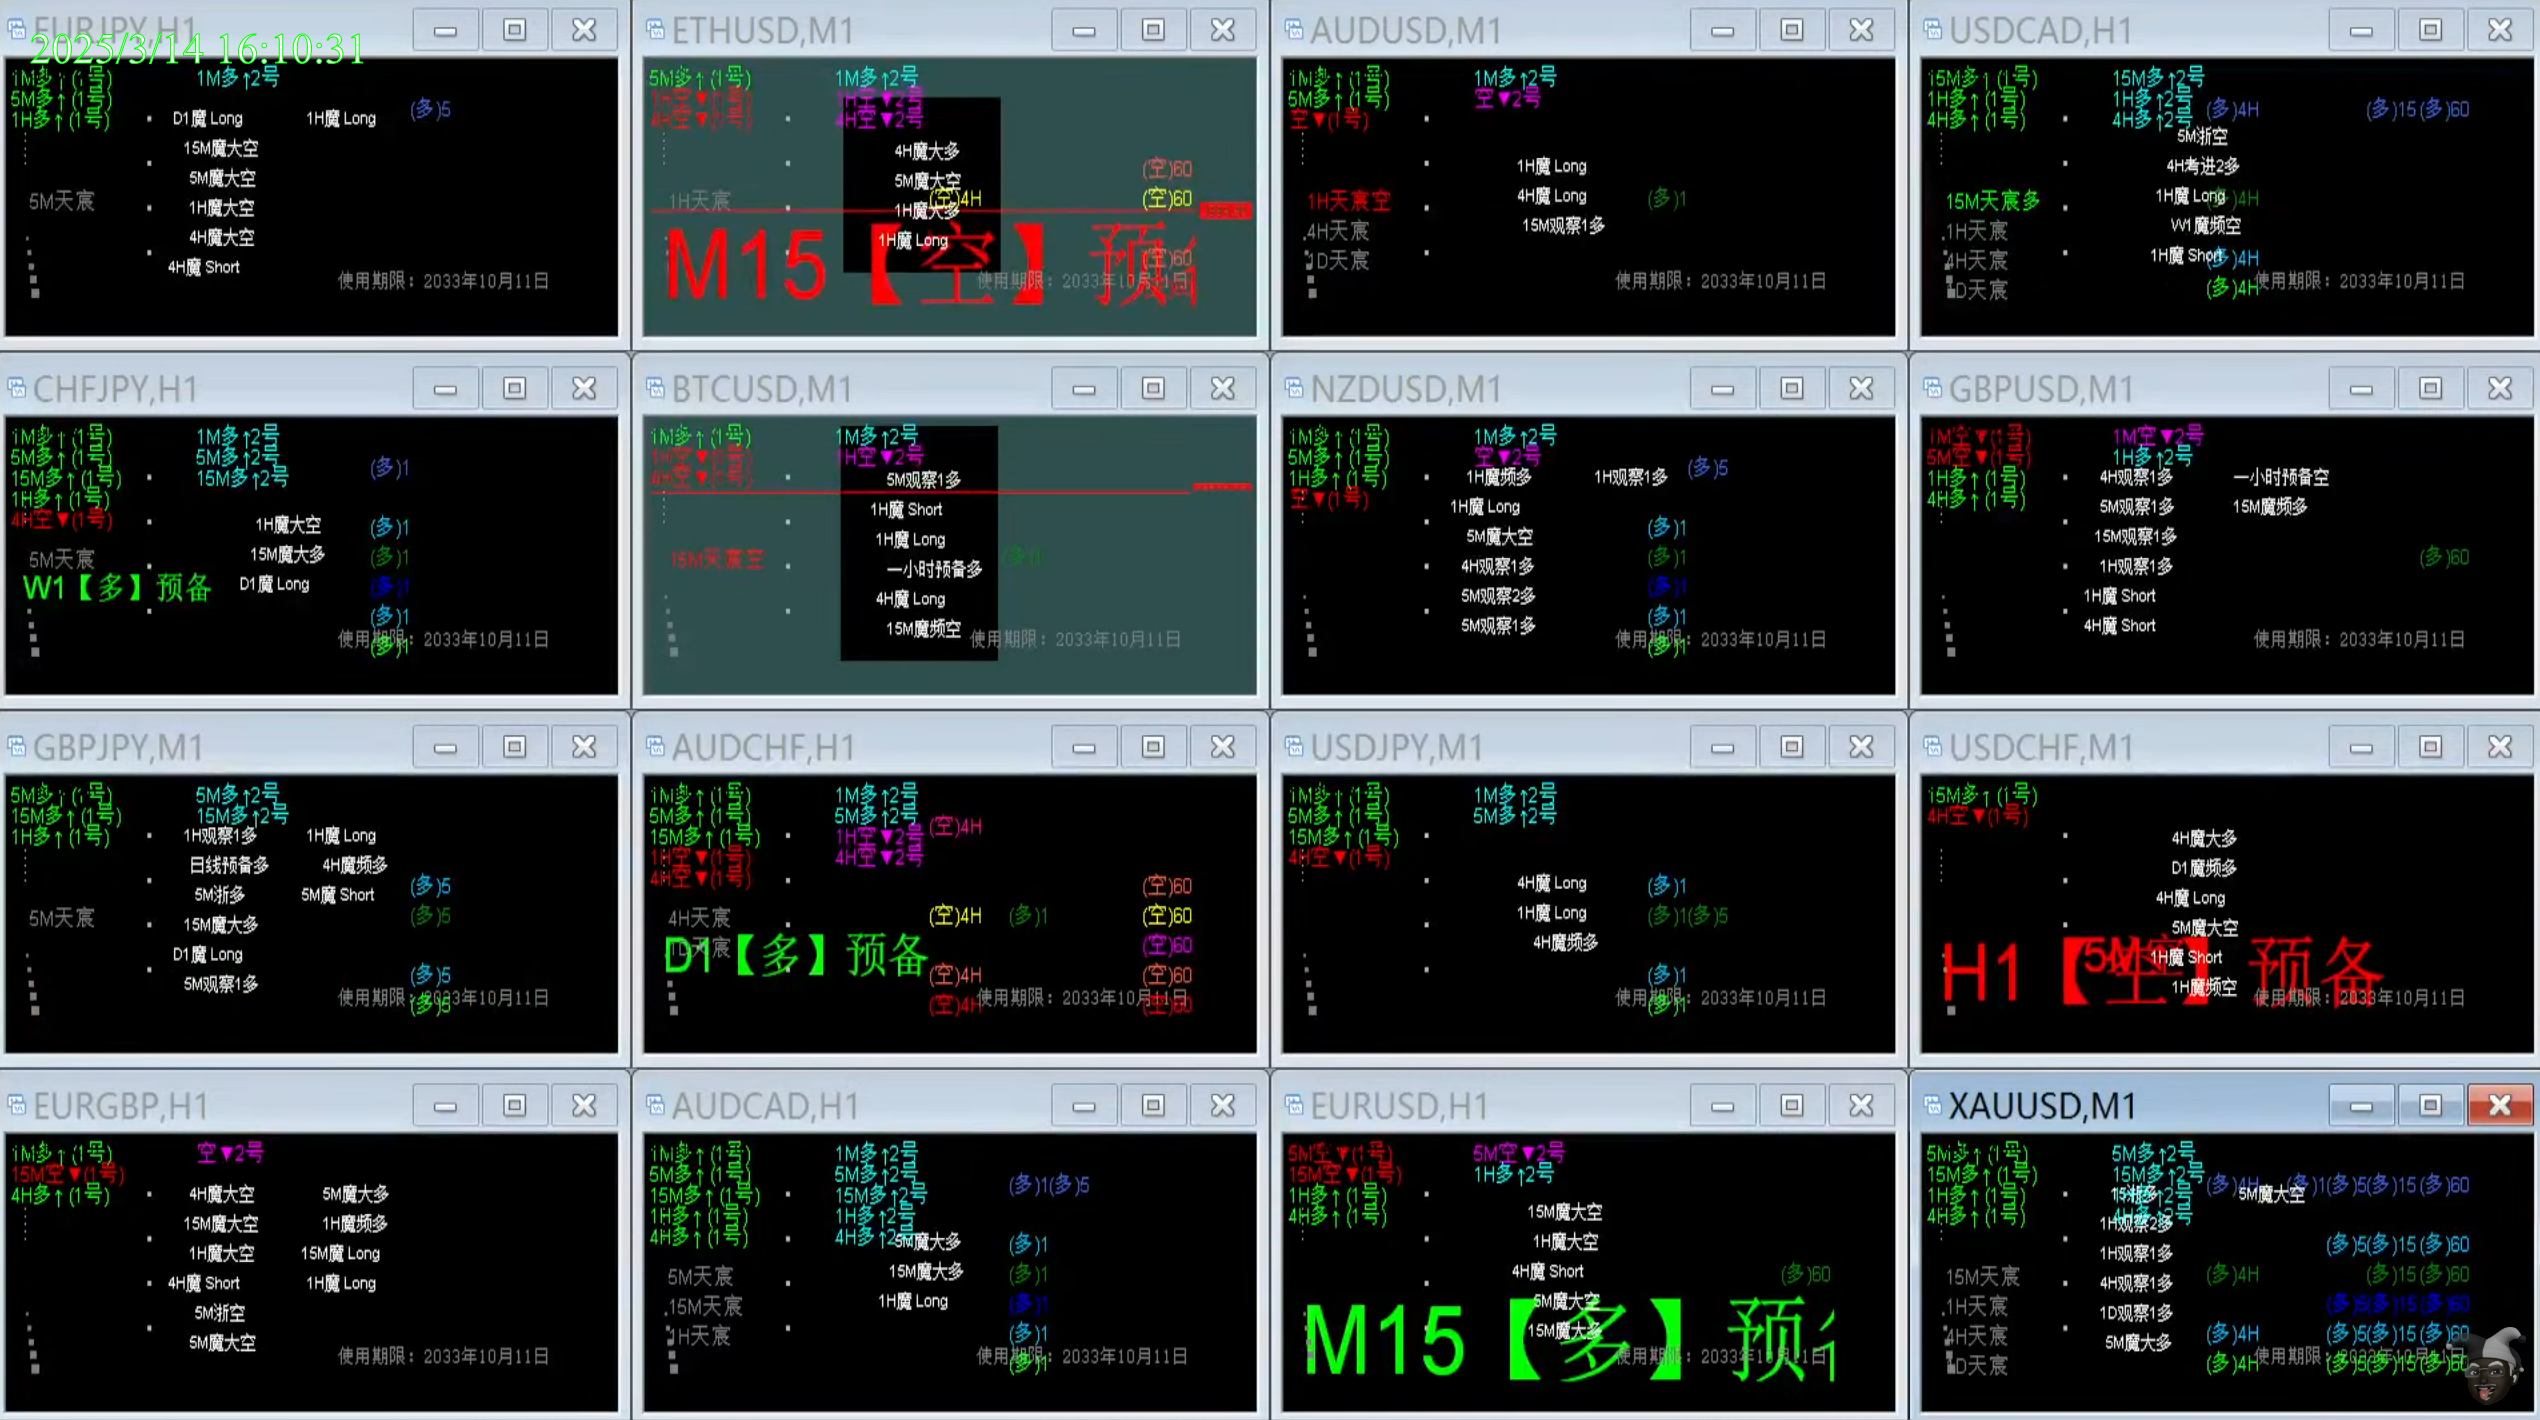 EURJPY,H1
2025/3/14 16:10:31
1M多↑(1号) 1M多↑2号
5M多↑(1号) (多)5
1H多↑(1号) D1魔 Long 1H魔 Long
15M魔大空
5M魔大空
5M天宸 1H魔大空
4H魔大空
4H魔 Short
使用期限：2033年10月11日
ETHUSD,M1
5M多↑(1号) 1M多↑2号
1H空▼(1号) 1H空▼2号
4H空▼(1号) 4H空▼2号
4H魔大多
(空)60
5M魔大空
1H天宸 (空)4H (空)60
1H魔大多
1H魔 Long
M15【空】预
(空)60
使用期限：2033年10月11日
AUDUSD,M1
1M多↑(1号) 1M多↑2号
5M多↑(1号) 空▼2号
空▼(1号)
1H魔 Long
1H天宸空 4H魔 Long (多)1
4H天宸 15M观察1多
1D天宸
使用期限：2033年10月11日
USDCAD,H1
15M多↑(1号) 15M多↑2号
1H多↑(1号) 1H多↑2号 (多)4H (多)15(多)60
4H多↑(1号) 4H多↑2号
5M浙空
4H考进2多
15M天宸多 1H魔 Long (多)4H
1H天宸 W1魔频空
4H天宸 1H魔 Short (多)4H
1D天宸 (多)4H
使用期限：2033年10月11日
CHFJPY,H1
1M多↑(1号) 1M多↑2号
5M多↑(1号) 5M多↑2号 (多)1
15M多↑(1号) 15M多↑2号
1H多↑(1号)
4H空▼(1号) 1H魔大空 (多)1
5M天宸 15M魔大多 (多)1
W1【多】预备 D1魔 Long (多)1
(多)1
(多)1
使用期限：2033年10月11日
BTCUSD,M1
1M多↑(1号) 1M多↑2号
1H空▼(1号) 1H空▼2号
4H空▼(1号) 5M观察1多
1H魔 Short
1H魔 Long
15M天宸空 一小时预备多 (多)1
4H魔 Long
15M魔频空
使用期限：2033年10月11日
NZDUSD,M1
1M多↑(1号) 1M多↑2号
5M多↑(1号) 空▼2号 (多)5
1H多↑(1号) 1H魔频多 1H观察1多
空▼(1号) 1H魔 Long
5M魔大空 (多)1
4H观察1多 (多)1
5M观察2多 (多)1
5M观察1多 (多)1
(多)1
使用期限：2033年10月11日
GBPUSD,M1
1M空▼(1号) 1M空▼2号
5M空▼(1号) 1H多↑2号
1H多↑(1号) 4H观察1多 一小时预备空
4H多↑(1号) 5M观察1多 15M魔频多
15M观察1多
1H观察1多 (多)60
1H魔 Short
4H魔 Short
使用期限：2033年10月11日
GBPJPY,M1
5M多↑(1号) 5M多↑2号
15M多↑(1号) 15M多↑2号
1H多↑(1号) 1H观察1多 1H魔 Long
日线预备多 4H魔频多
5M浙多 5M魔 Short (多)5
5M天宸 15M魔大多 (多)5
D1魔 Long
5M观察1多 (多)5
(多)5
使用期限：2033年10月11日
AUDCHF,H1
1M多↑(1号) 1M多↑2号
5M多↑(1号) 5M多↑2号
15M多↑(1号) 1H空▼2号 (空)4H
1H空▼(1号) 4H空▼2号
4H空▼(1号) (空)60
4H天宸 (空)4H (多)1 (空)60
1D天宸 (空)60
D1【多】预备
(空)4H (空)60
(空)4H (空)60
使用期限：2033年10月11日
USDJPY,M1
1M多↑(1号) 1M多↑2号
5M多↑(1号) 5M多↑2号
15M多↑(1号)
4H空▼(1号)
4H魔 Long (多)1
1H魔 Long (多)1(多)5
4H魔频多
(多)1
(多)1
使用期限：2033年10月11日
USDCHF,M1
15M多↑(1号)
4H空▼(1号)
4H魔大多
D1魔频多
4H魔 Long
5M魔大空
1H魔 Short
H1【空】预备
1H魔频空
使用期限：2033年10月11日
EURGBP,H1
1M多↑(1号) 空▼2号
15M空▼(1号)
4H多↑(1号) 4H魔大空 5M魔大多
15M魔大空 1H魔频多
1H魔大空 15M魔 Long
4H魔 Short 1H魔 Long
5M浙空
5M魔大空
使用期限：2033年10月11日
AUDCAD,H1
1M多↑(1号) 1M多↑2号
5M多↑(1号) 5M多↑2号 (多)1(多)5
15M多↑(1号) 15M多↑2号
1H多↑(1号) 1H多↑2号
4H多↑(1号) 4H多↑2号 5M魔大多 (多)1
5M天宸 15M魔大多 (多)1
15M天宸 1H魔 Long (多)1
1H天宸 (多)1
(多)1
使用期限：2033年10月11日
EURUSD,H1
5M空▼(1号) 5M空▼2号
15M空▼(1号) 1H多↑2号
1H多↑(1号) 15M魔大空
4H多↑(1号)
1H魔大空
4H魔 Short (多)60
5M魔大空
15M魔大多
M15【多】预
使用期限：2033年10月11日
XAUUSD,M1
5M多↑(1号) 5M多↑2号
15M多↑(1号) 15M多↑2号 (多)4H (多)1(多)5(多)15(多)60
1H多↑(1号) 5M魔大空
4H多↑(1号) 4H多↑2号
1H观察2多
1H观察1多 (多)5(多)15(多)60
15M天宸 4H观察1多 (多)4H (多)15(多)60
1H天宸 1D观察1多 (多)5(多)15(多)60
4H天宸 5M魔大多 (多)4H (多)5(多)15(多)60
1D天宸 (多)4H (多)5(多)15(多)60
使用期限：